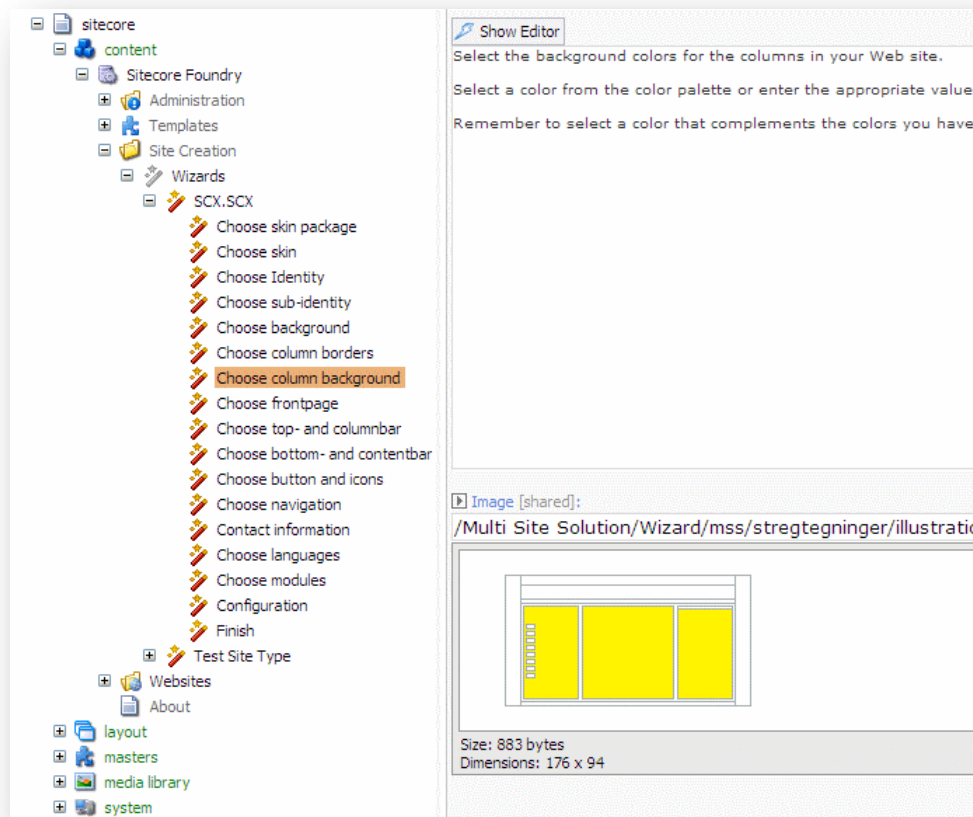 sitecore
content
Sitecore Foundry
Administration
Templates
Site Creation
Wizards
SCX.SCX
Choose skin package
Choose skin
Choose Identity
Choose sub-identity
Choose background
Choose column borders
Choose column background
Choose frontpage
Choose top- and columnbar
Choose bottom- and contentbar
Choose button and icons
Choose navigation
Contact information
Choose languages
Choose modules
Configuration
Finish
Test Site Type
Websites
About
layout
masters
media library
system
Show Editor
Select the background colors for the columns in your Web site.
Select a color from the color palette or enter the appropriate value
Remember to select a color that complements the colors you have
Image [shared]:
/Multi Site Solution/Wizard/mss/stregtegninger/illustratio
Size: 883 bytes
Dimensions: 176 x 94